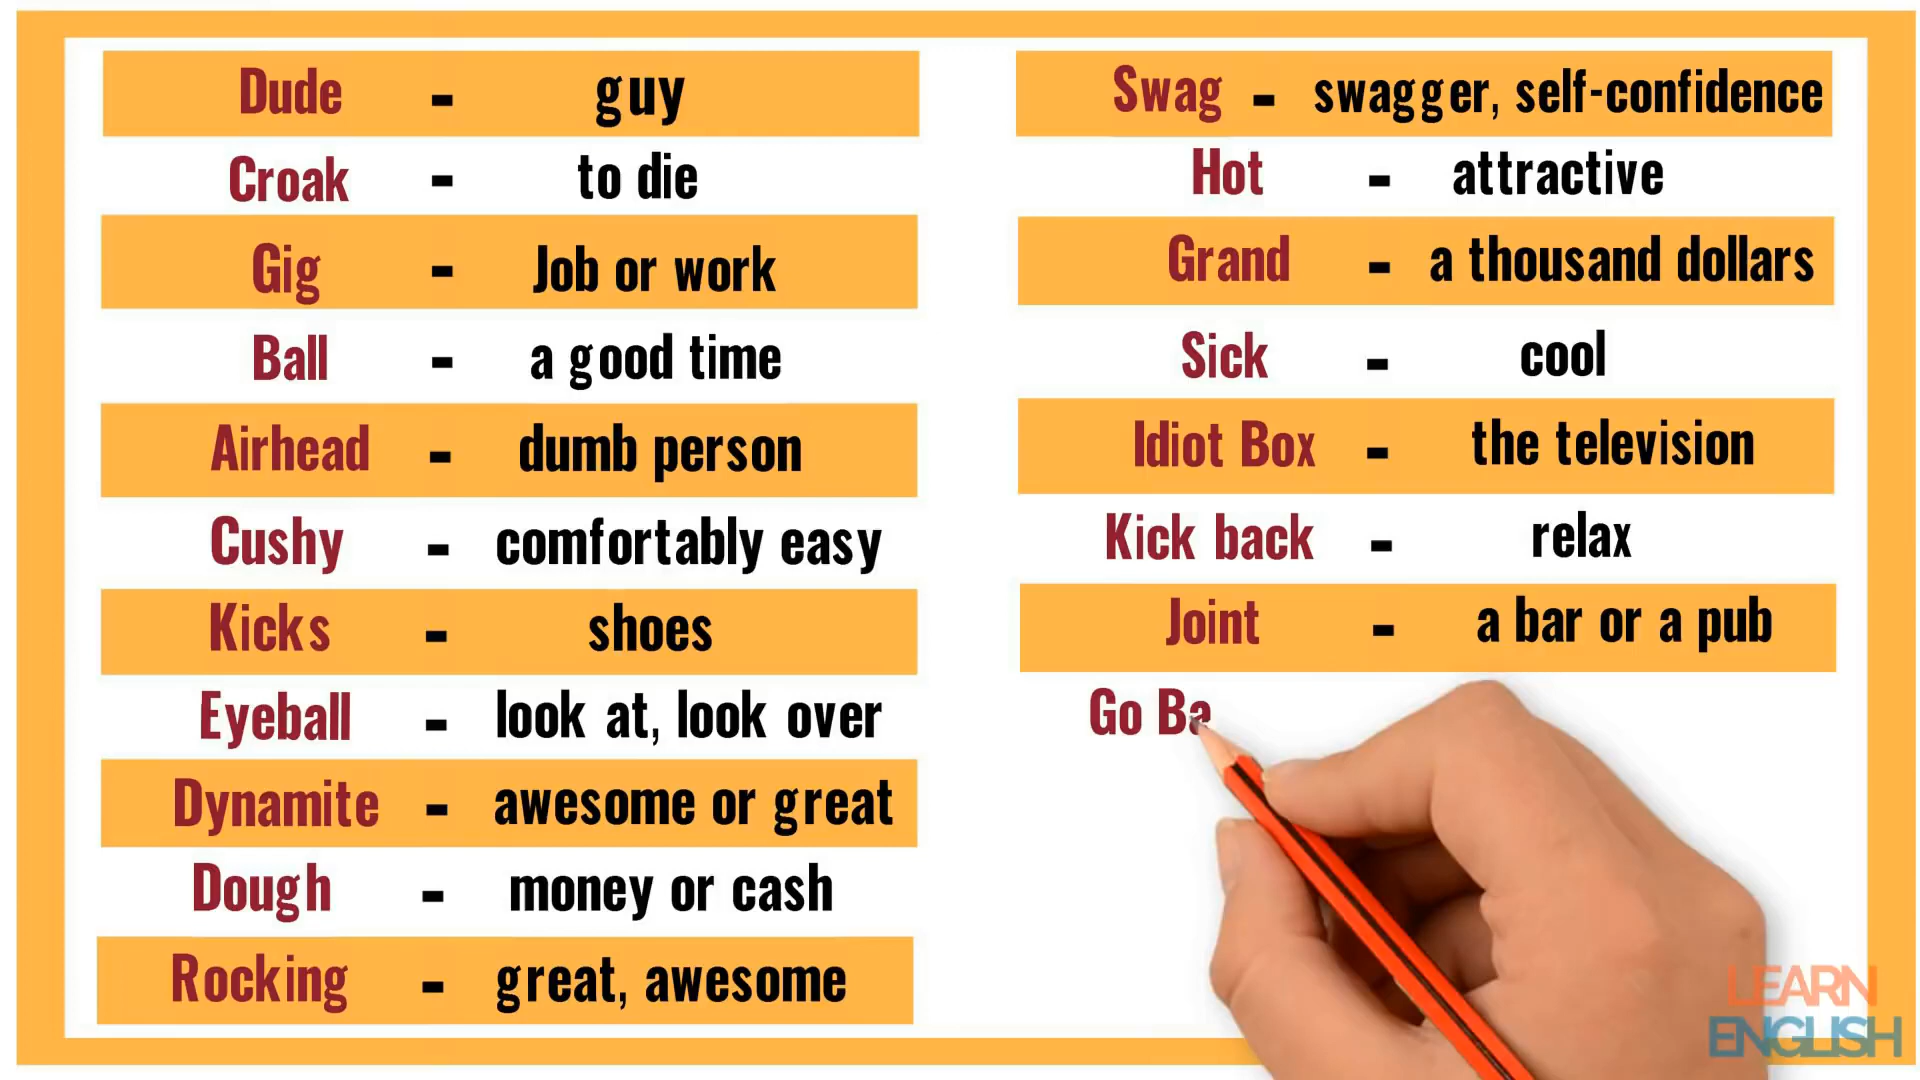 Dude - guy
Croak - to die
Gig - Job or work
Ball - a good time
Airhead - dumb person
Cushy - comfortably easy
Kicks - shoes
Eyeball - look at, look over
Dynamite - awesome or great
Dough - money or cash
Rocking - great, awesome
Swag - swagger, self-confidence
Hot - attractive
Grand - a thousand dollars
Sick - cool
Idiot Box - the television
Kick back - relax
Joint - a bar or a pub
Go Ba
LEARN
ENGLISH